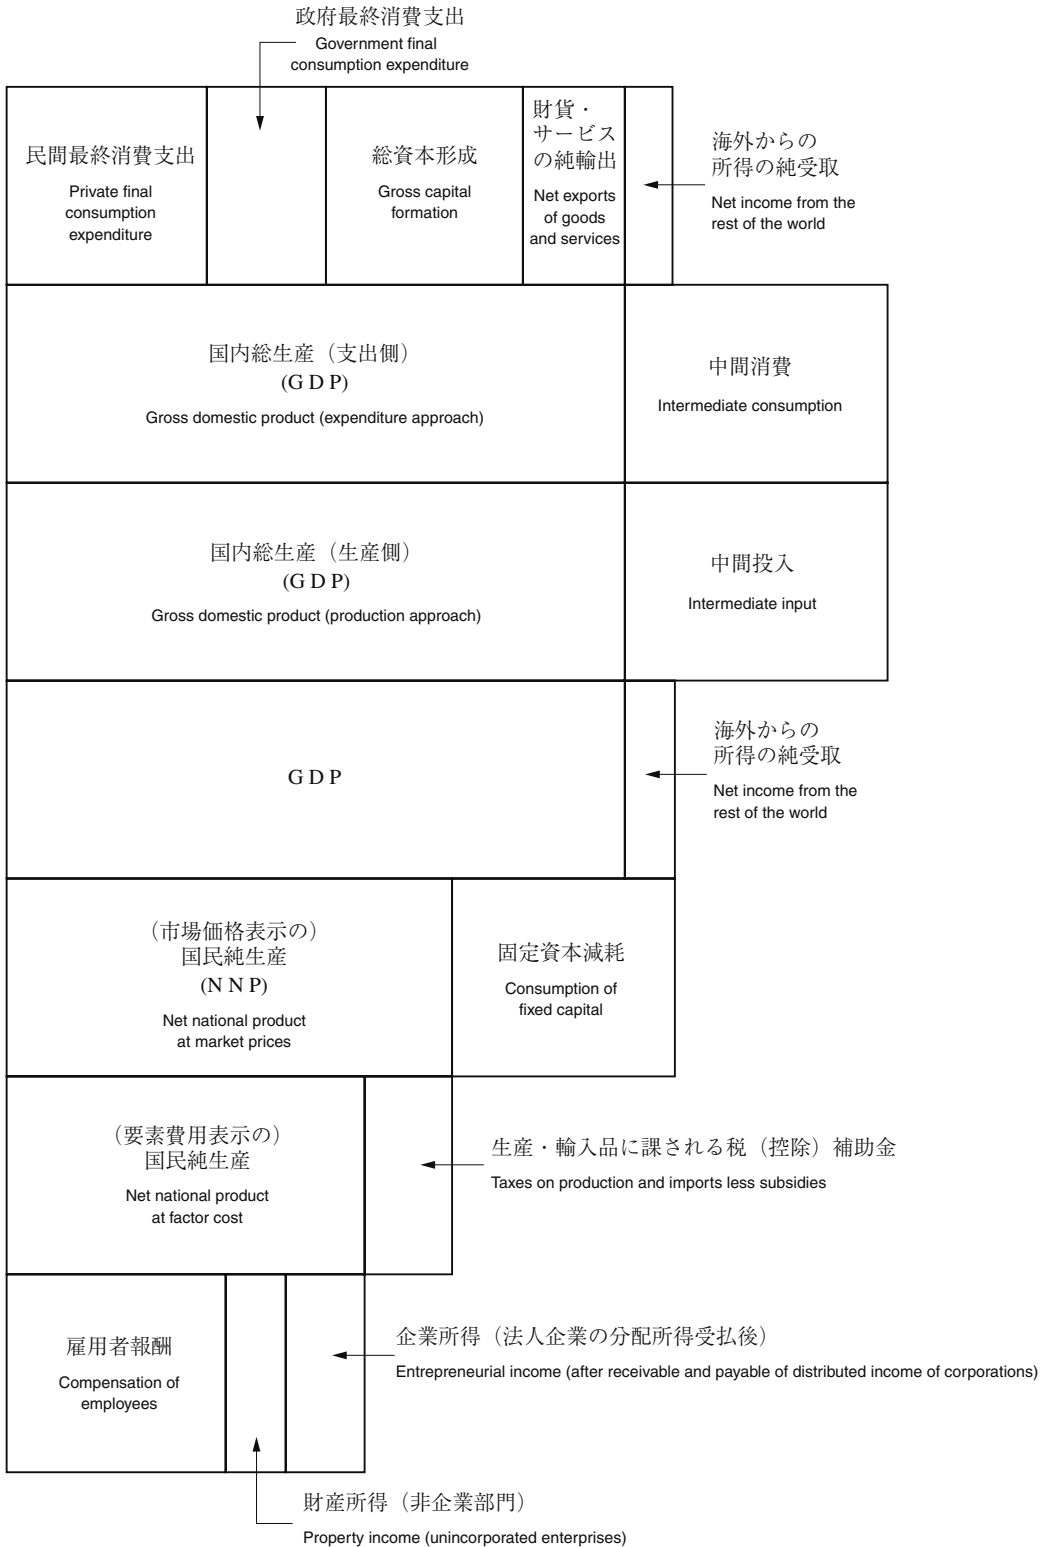 政府最終消費支出
Government final
consumption expenditure
民間最終消費支出
Private final
consumption
expenditure
総資本形成
Gross capital
formation
財貨・
サービス
の純輸出
Net exports
of goods
and services
海外からの
所得の純受取
Net income from the
rest of the world
国内総生産（支出側）
(G D P)
Gross domestic product (expenditure approach)
中間消費
Intermediate consumption
国内総生産（生産側）
(G D P)
Gross domestic product (production approach)
中間投入
Intermediate input
G D P
海外からの
所得の純受取
Net income from the
rest of the world
（市場価格表示の）
国民純生産
(N N P)
Net national product
at market prices
固定資本減耗
Consumption of
fixed capital
（要素費用表示の）
国民純生産
Net national product
at factor cost
生産・輸入品に課される税（控除）補助金
Taxes on production and imports less subsidies
雇用者報酬
Compensation of
employees
企業所得（法人企業の分配所得受払後）
Entrepreneurial income (after receivable and payable of distributed income of corporations)
財産所得（非企業部門）
Property income (unincorporated enterprises)